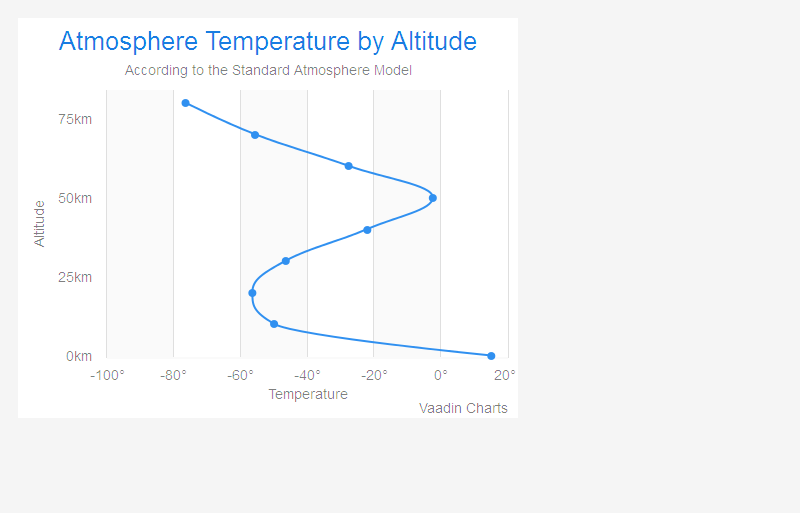 Atmosphere Temperature by Altitude
According to the Standard Atmosphere Model
Altitude
75km
50km
25km
0km
-100° -80° -60° -40° -20° 0° 20°
Temperature
Vaadin Charts